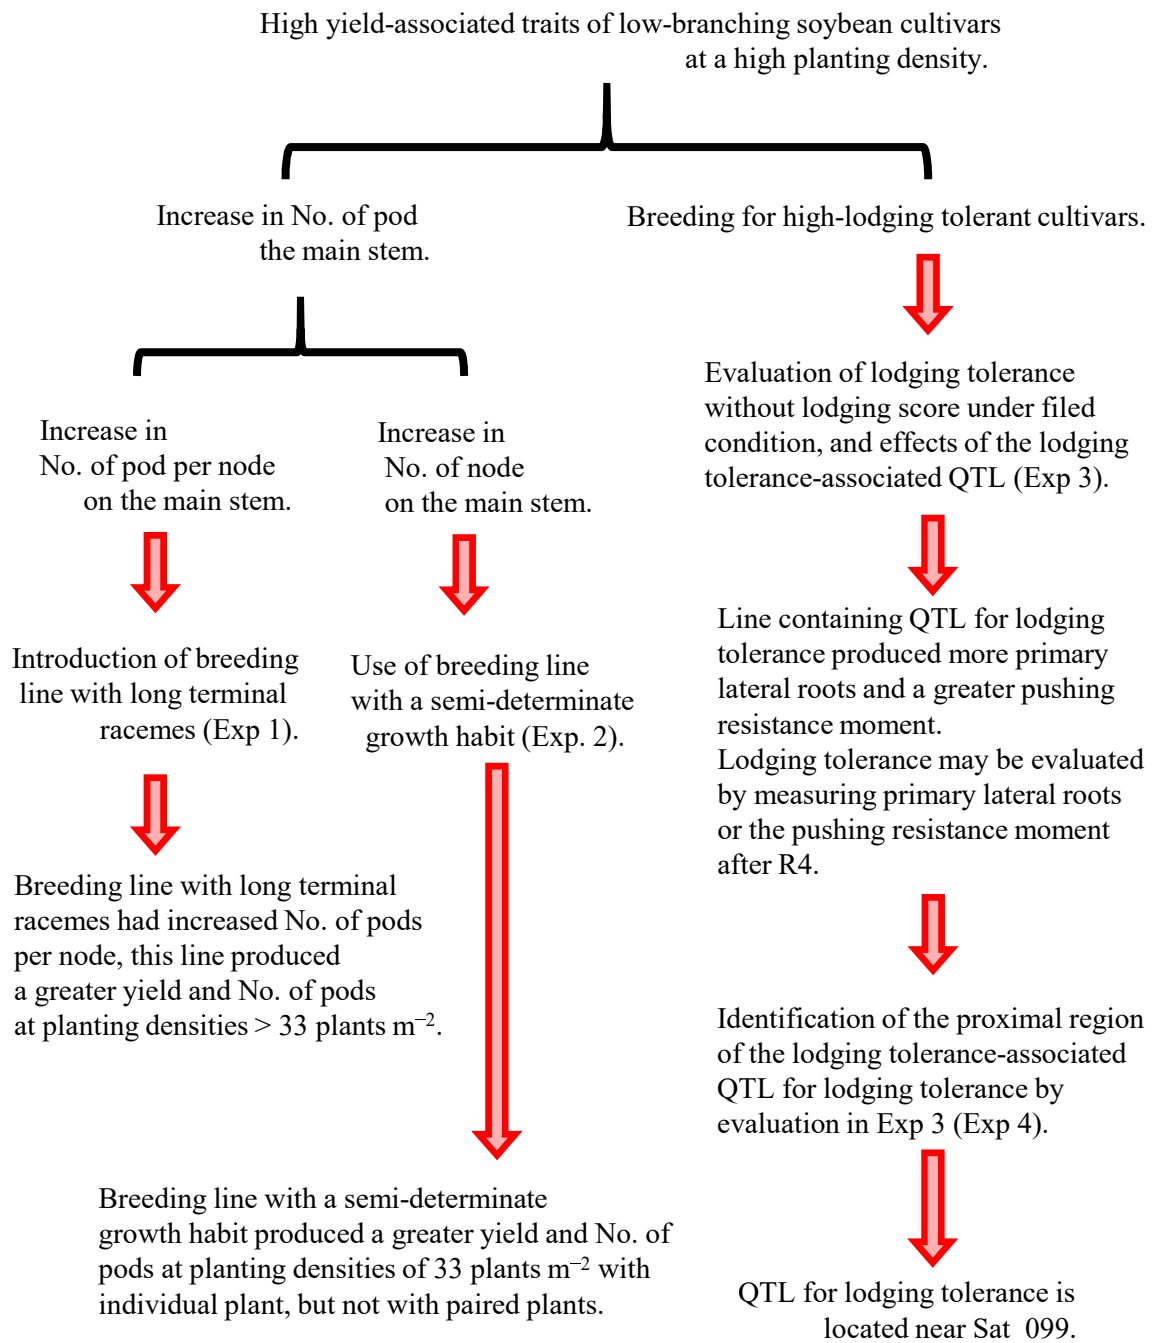 High yield-associated traits of low-branching soybean cultivars
at a high planting density.
Increase in No. of pod
the main stem.
Breeding for high-lodging tolerant cultivars.
Increase in
No. of pod per node
on the main stem.
Increase in
No. of node
on the main stem.
Evaluation of lodging tolerance
without lodging score under filed
condition, and effects of the lodging
tolerance-associated QTL (Exp 3).
Introduction of breeding
line with long terminal
racemes (Exp 1).
Use of breeding line
with a semi-determinate
growth habit (Exp. 2).
Line containing QTL for lodging
tolerance produced more primary
lateral roots and a greater pushing
resistance moment.
Lodging tolerance may be evaluated
by measuring primary lateral roots
or the pushing resistance moment
after R4.
Breeding line with long terminal
racemes had increased No. of pods
per node, this line produced
a greater yield and No. of pods
at planting densities > 33 plants m⁻².
Identification of the proximal region
of the lodging tolerance-associated
QTL for lodging tolerance by
evaluation in Exp 3 (Exp 4).
Breeding line with a semi-determinate
growth habit produced a greater yield and No. of
pods at planting densities of 33 plants m⁻² with
individual plant, but not with paired plants.
QTL for lodging tolerance is
located near Sat_099.